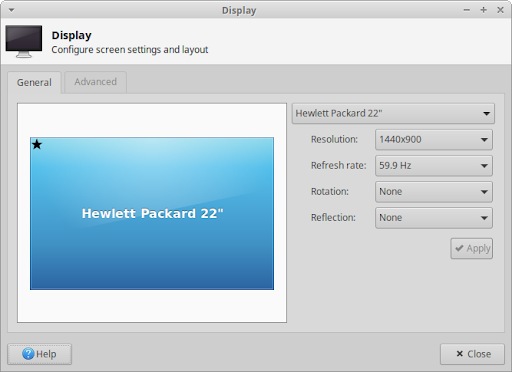 Display
Display
Configure screen settings and layout
General
Advanced
Hewlett Packard 22"
Hewlett Packard 22"
Resolution: 1440x900
Refresh rate: 59.9 Hz
Rotation: None
Reflection: None
Apply
Help
Close